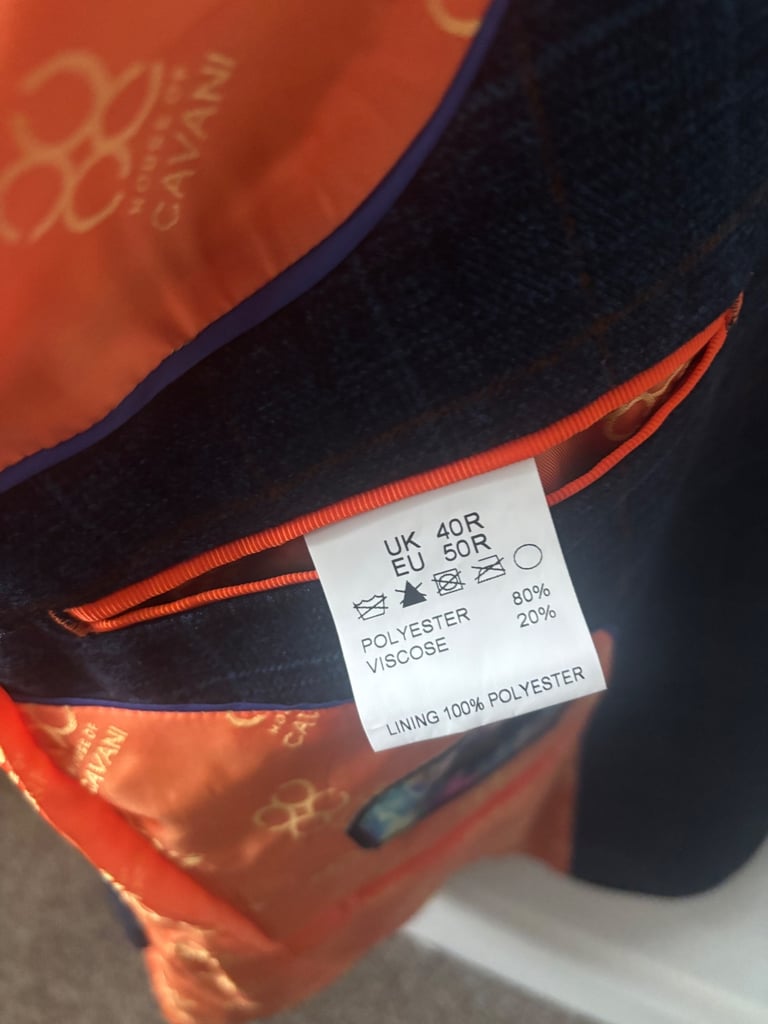 HOUSE OF
CAVANI
UK 40R
EU 50R
POLYESTER 80%
VISCOSE 20%
LINING 100% POLYESTER
HOUSE OF
CAVANI